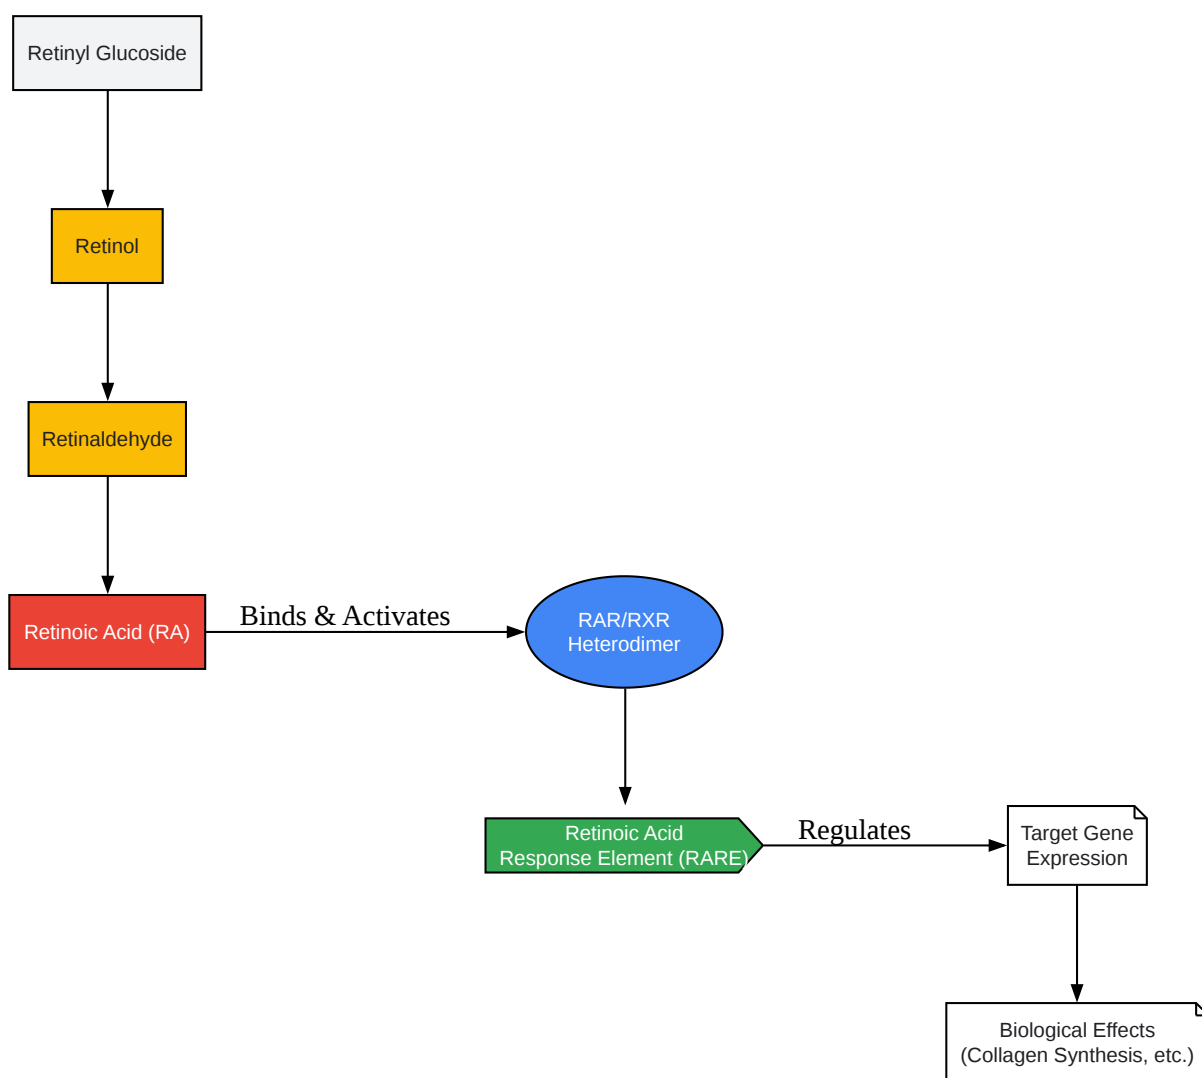 Retinyl Glucoside
Retinol
Retinaldehyde
Retinoic Acid (RA)
Binds & Activates
RAR/RXR
Heterodimer
Retinoic Acid
Response Element (RARE)
Regulates
Target Gene
Expression
Biological Effects
(Collagen Synthesis, etc.)